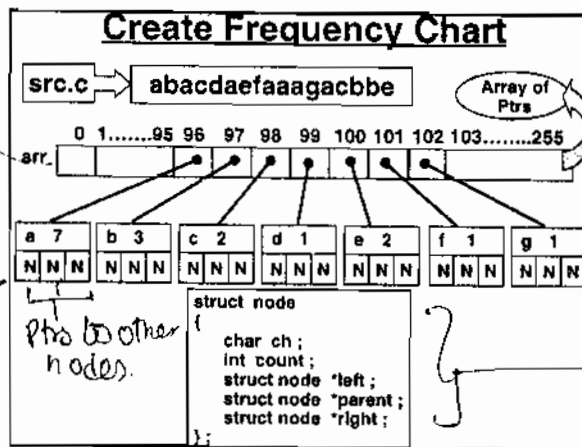 Create Frequency Chart
src.c
abacdaefaaagacbbe
Array of
Ptrs
0 1.......95 96 97 98 99 100 101 102 103........255
arr
a 7 b 3 c 2 d 1 e 2 f 1 g 1
N N N N N N N N N N N N N N N N N N N N N
Ptrs to other
nodes.
struct node
{
char ch ;
int count ;
struct node *left ;
struct node *parent ;
struct node *right ;
} ;